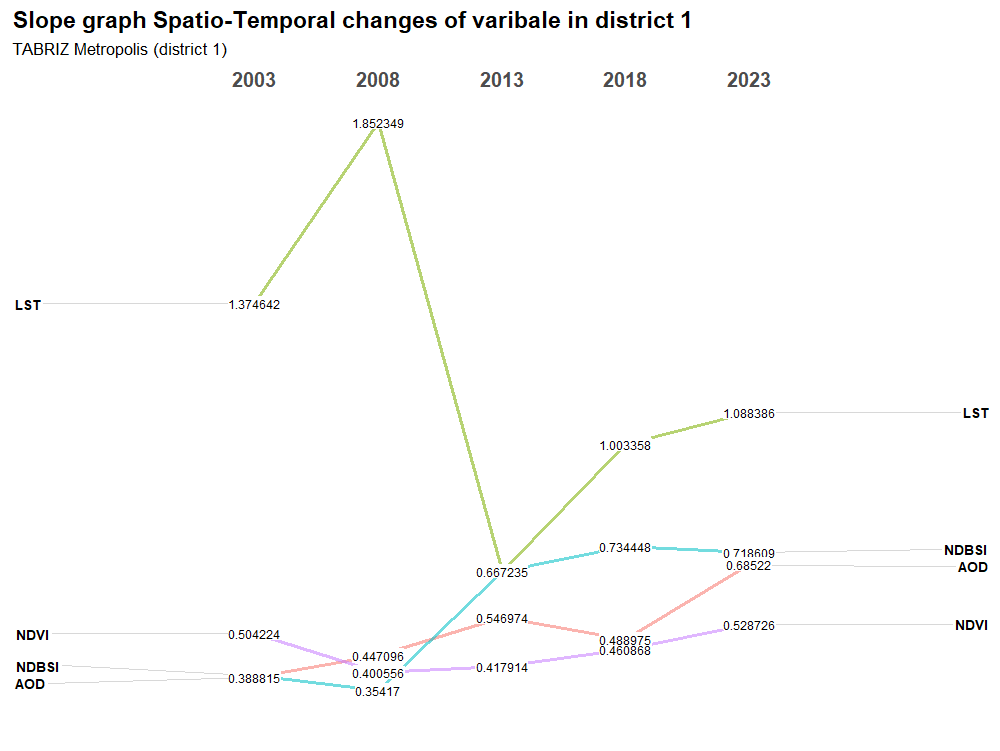 Slope graph Spatio-Temporal changes of varibale in district 1
TABRIZ Metropolis (district 1)
2003 2008 2013 2018 2023
1.852349
LST 1.374642
1.088386 LST
1.003358
0.734448
0.718609 NDBSI
0.68522 AOD
0.667235
0.546974
0.528726 NDVI
NDVI 0.504224
0.488975
0.460868
0.447096
NDBSI
0.417914
0.400556
AOD 0.388815
0.35417